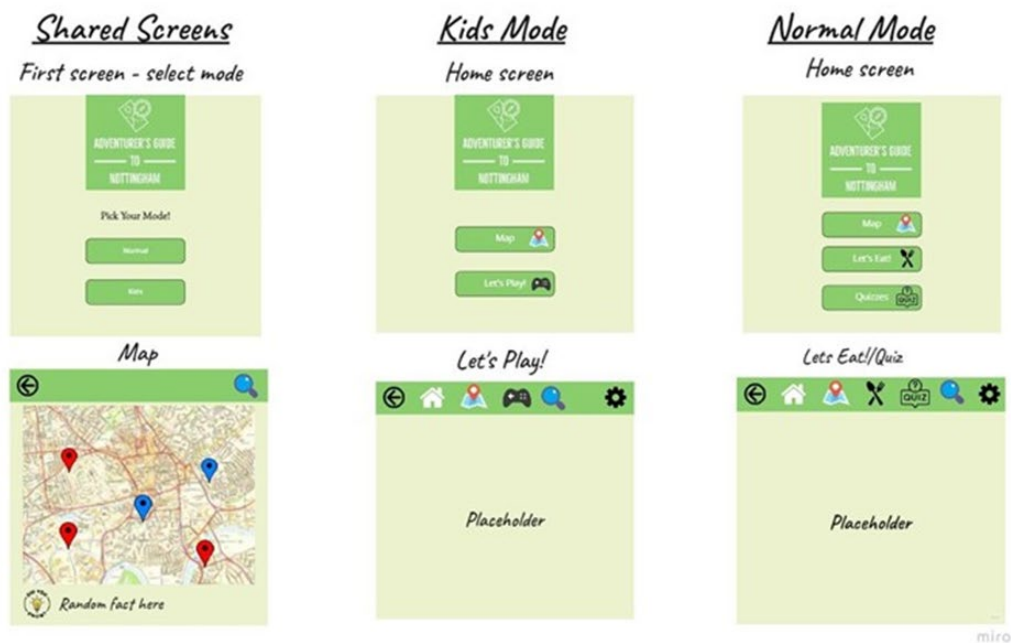 Shared Screens
First screen - select mode
ADVENTURER'S GUIDE
TO
NOTTINGHAM
Pick Your Mode!
Normal
Kids
Map
Random fact here
Kids Mode
Home screen
ADVENTURER'S GUIDE
TO
NOTTINGHAM
Map
Let's Play!
Let's Play!
Placeholder
Normal Mode
Home screen
ADVENTURER'S GUIDE
TO
NOTTINGHAM
Map
Let's Eat!
Quizzes
?
QUIZ
Lets Eat!/Quiz
?
QUIZ
Placeholder
miro